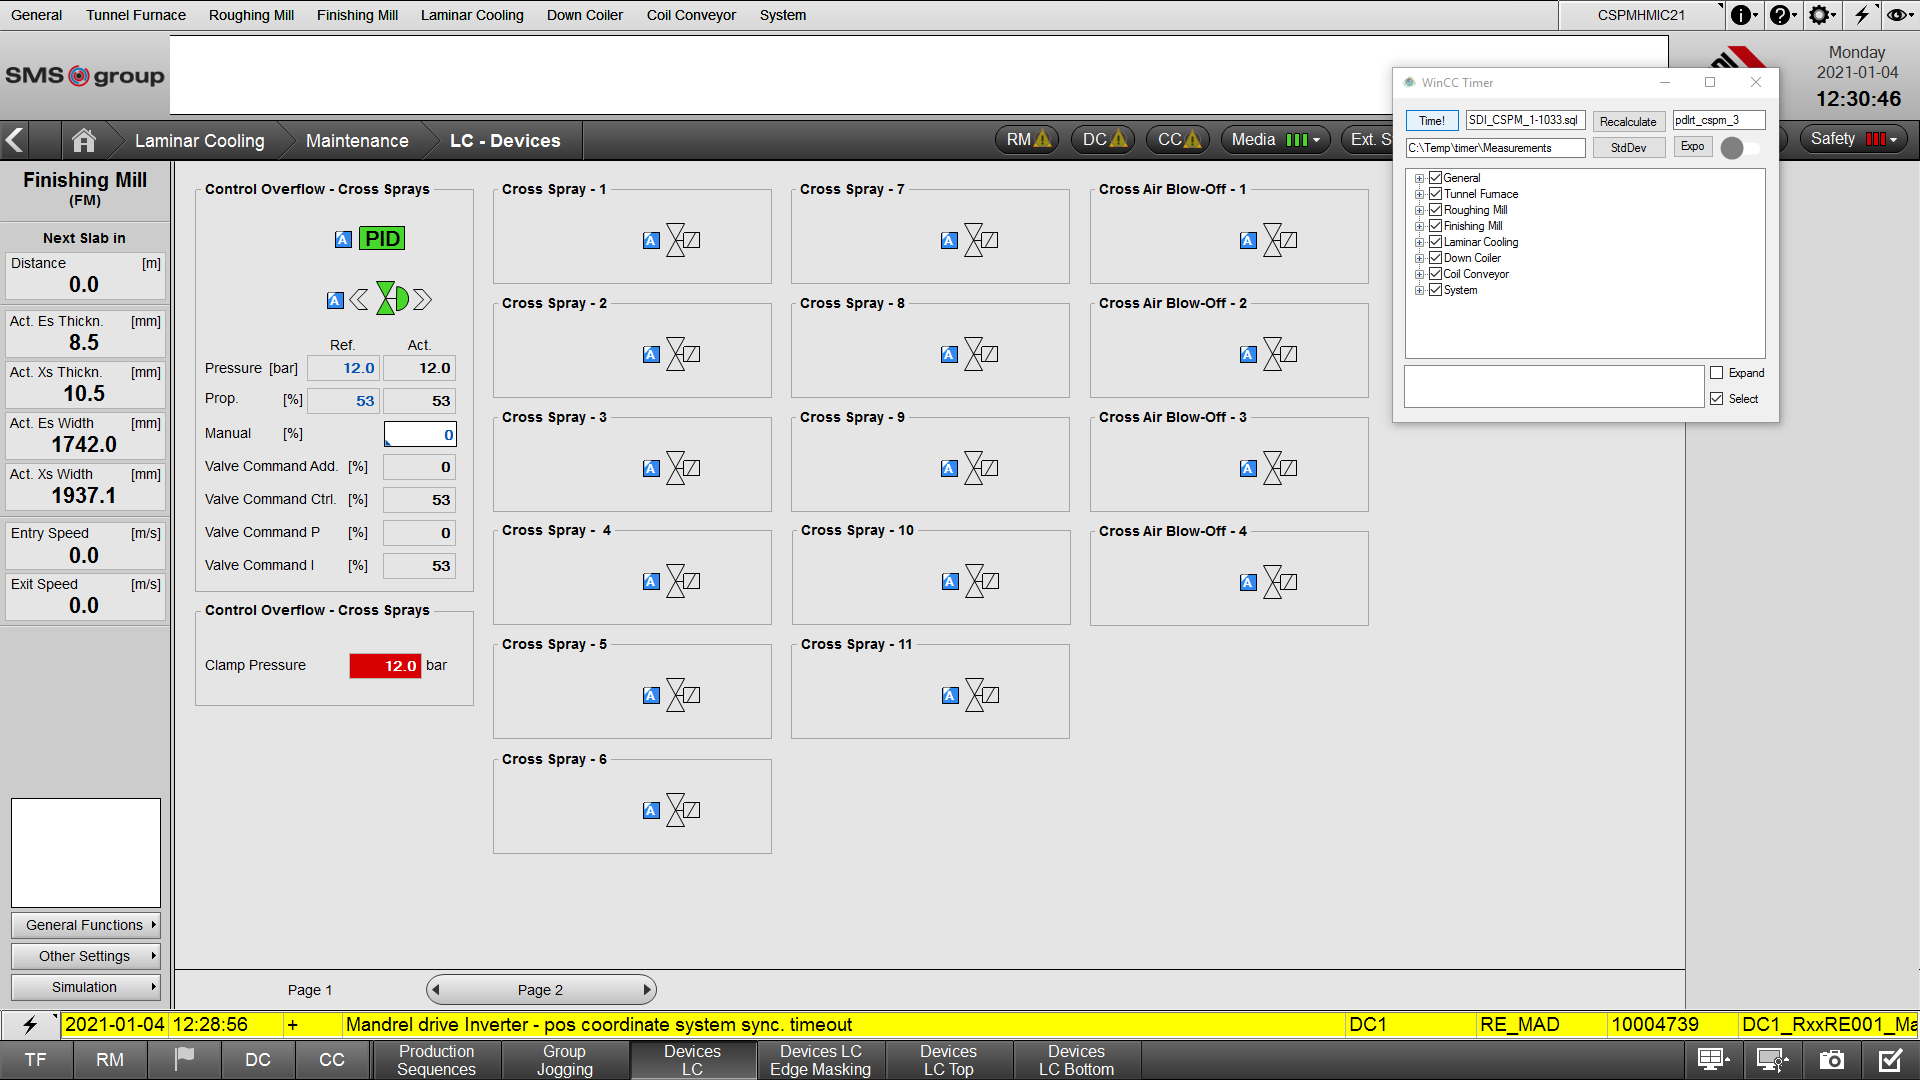 General Tunnel Furnace Roughing Mill Finishing Mill Laminar Cooling Down Coiler Coil Conveyor System CSPMHMIC21
SMS group
Monday
2021-01-04
12:30:46
Laminar Cooling Maintenance LC - Devices RM DC CC Media Ext. S Safety
WinCC Timer
Time! SDI_CSPM_1-1033.sql Recalculate pdlrt_cspm_3
C:\Temp\timer\Measurements StdDev Expo
General
Tunnel Furnace
Roughing Mill
Finishing Mill
Laminar Cooling
Down Coiler
Coil Conveyor
System
Expand
Select
Finishing Mill
(FM)
Next Slab in
Distance [m]
0.0
Act. Es Thickn. [mm]
8.5
Act. Xs Thickn. [mm]
10.5
Act. Es Width [mm]
1742.0
Act. Xs Width [mm]
1937.1
Entry Speed [m/s]
0.0
Exit Speed [m/s]
0.0
General Functions
Other Settings
Simulation
Control Overflow - Cross Sprays
A PID
A
Ref. Act.
Pressure [bar] 12.0 12.0
Prop. [%] 53 53
Manual [%] 0
Valve Command Add. [%] 0
Valve Command Ctrl. [%] 53
Valve Command P [%] 0
Valve Command I [%] 53
Control Overflow - Cross Sprays
Clamp Pressure 12.0 bar
Cross Spray - 1
A
Cross Spray - 2
A
Cross Spray - 3
A
Cross Spray - 4
A
Cross Spray - 5
A
Cross Spray - 6
A
Cross Spray - 7
A
Cross Spray - 8
A
Cross Spray - 9
A
Cross Spray - 10
A
Cross Spray - 11
A
Cross Air Blow-Off - 1
A
Cross Air Blow-Off - 2
A
Cross Air Blow-Off - 3
A
Cross Air Blow-Off - 4
A
Page 1 Page 2
2021-01-04 12:28:56 + Mandrel drive Inverter - pos coordinate system sync. timeout DC1 RE_MAD 10004739 DC1_RxxRE001_Ma
TF RM DC CC
Production
Sequences
Group
Jogging
Devices
LC
Devices LC
Edge Masking
Devices
LC Top
Devices
LC Bottom